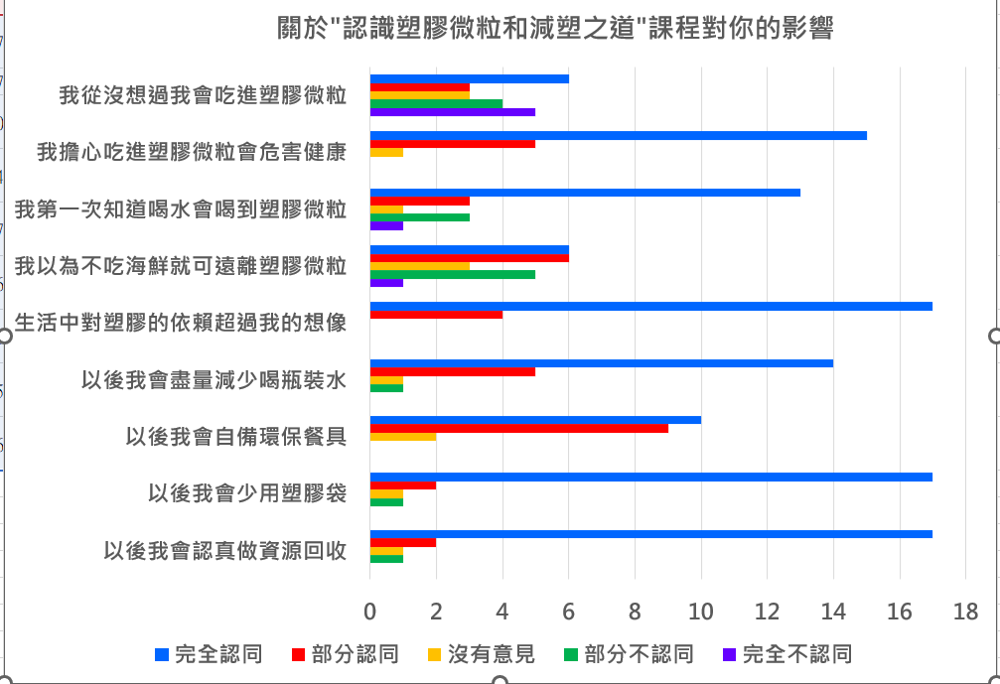 關於"認識塑膠微粒和減塑之道"課程對你的影響
我從沒想過我會吃進塑膠微粒
我擔心吃進塑膠微粒會危害健康
我第一次知道喝水會喝到塑膠微粒
我以為不吃海鮮就可遠離塑膠微粒
生活中對塑膠的依賴超過我的想像
以後我會盡量減少喝瓶裝水
以後我會自備環保餐具
以後我會少用塑膠袋
以後我會認真做資源回收
0 2 4 6 8 10 12 14 16 18
完全認同 部分認同 沒有意見 部分不認同 完全不認同